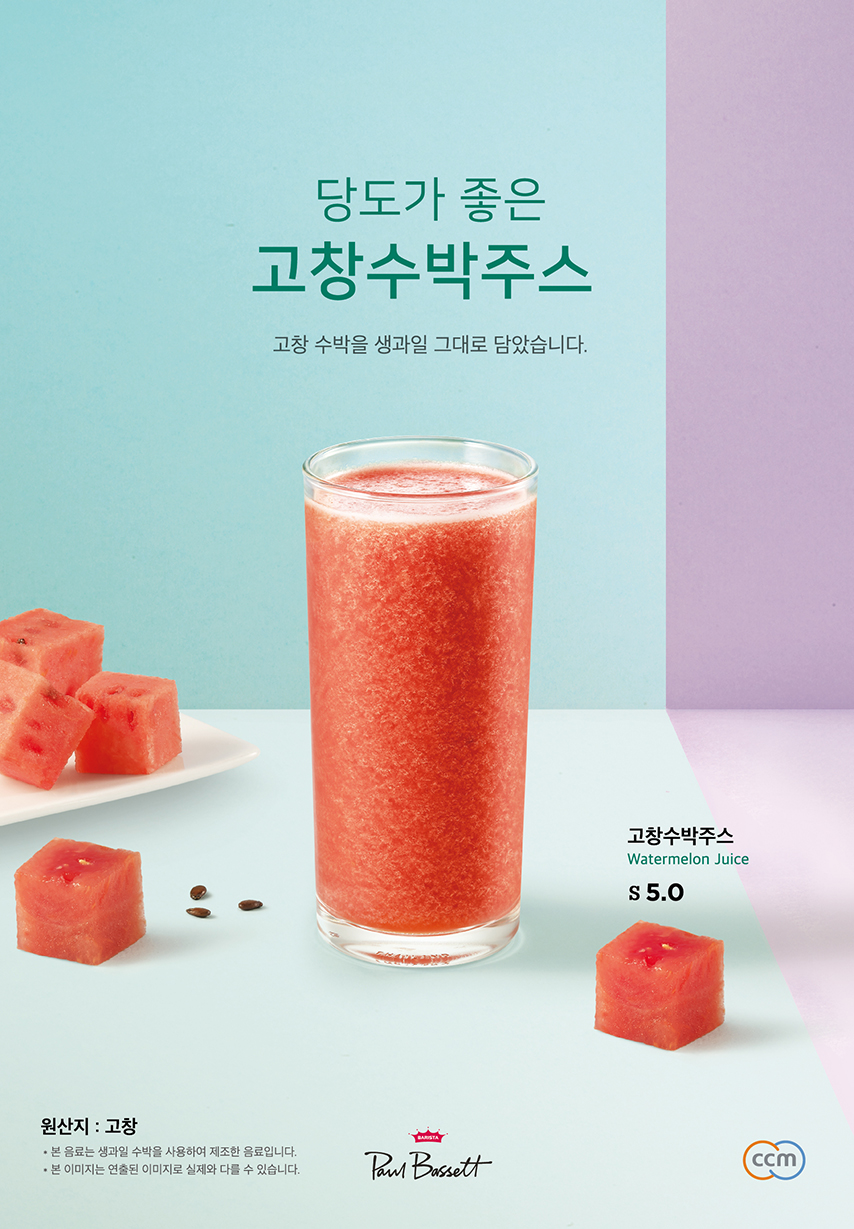 당도가 좋은
고창수박주스
고창 수박을 생과일 그대로 담았습니다.
고창수박주스
Watermelon Juice
S 5.0
원산지 : 고창
• 본 음료는 생과일 수박을 사용하여 제조한 음료입니다.
• 본 이미지는 연출된 이미지로 실제와 다를 수 있습니다.
BARISTA
Paul Bassett
ccm